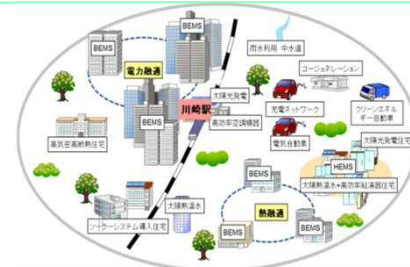 BEMS
BEMS
雨水利用 中水道
コージェネレーション
電力融通
太陽光発電
川崎駅
充電ネットワーク
クリーンエネルギー自動車
BEMS
高効率空調機器
電気自動車
太陽光発電住宅
高気密高断熱住宅
BEMS
HEMS
太陽熱温水・高効率給湯器住宅
ソーラーシステム導入住宅
太陽熱温水
熱融通
BEMS
BEMS